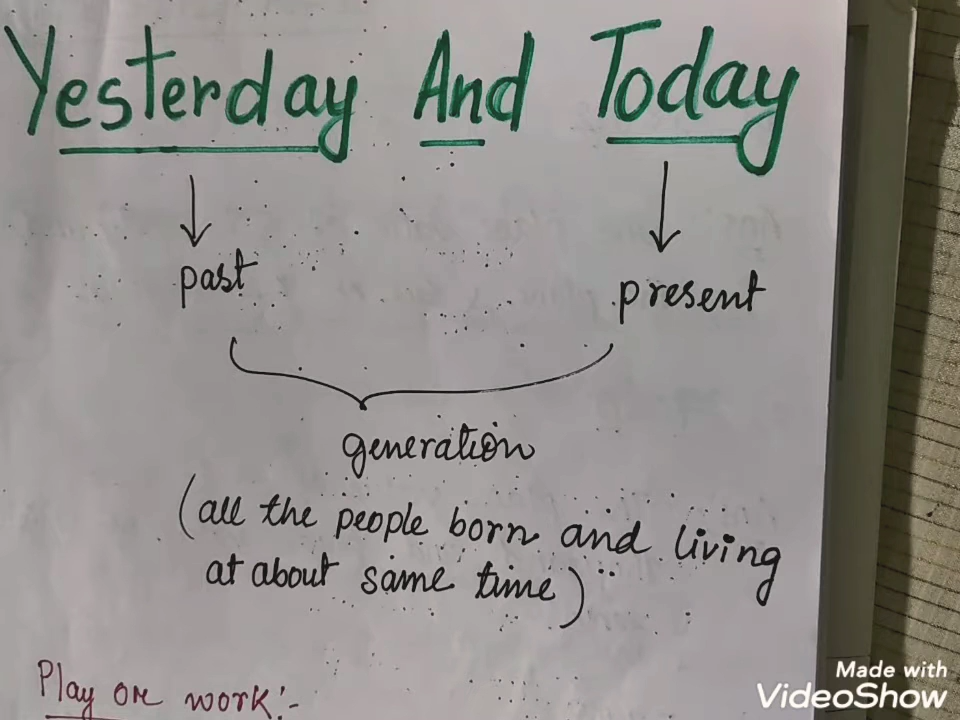 Yesterday And Today
past present
generation
(all the people born and living
at about same time)
Play or work:-
Made with
VideoShow